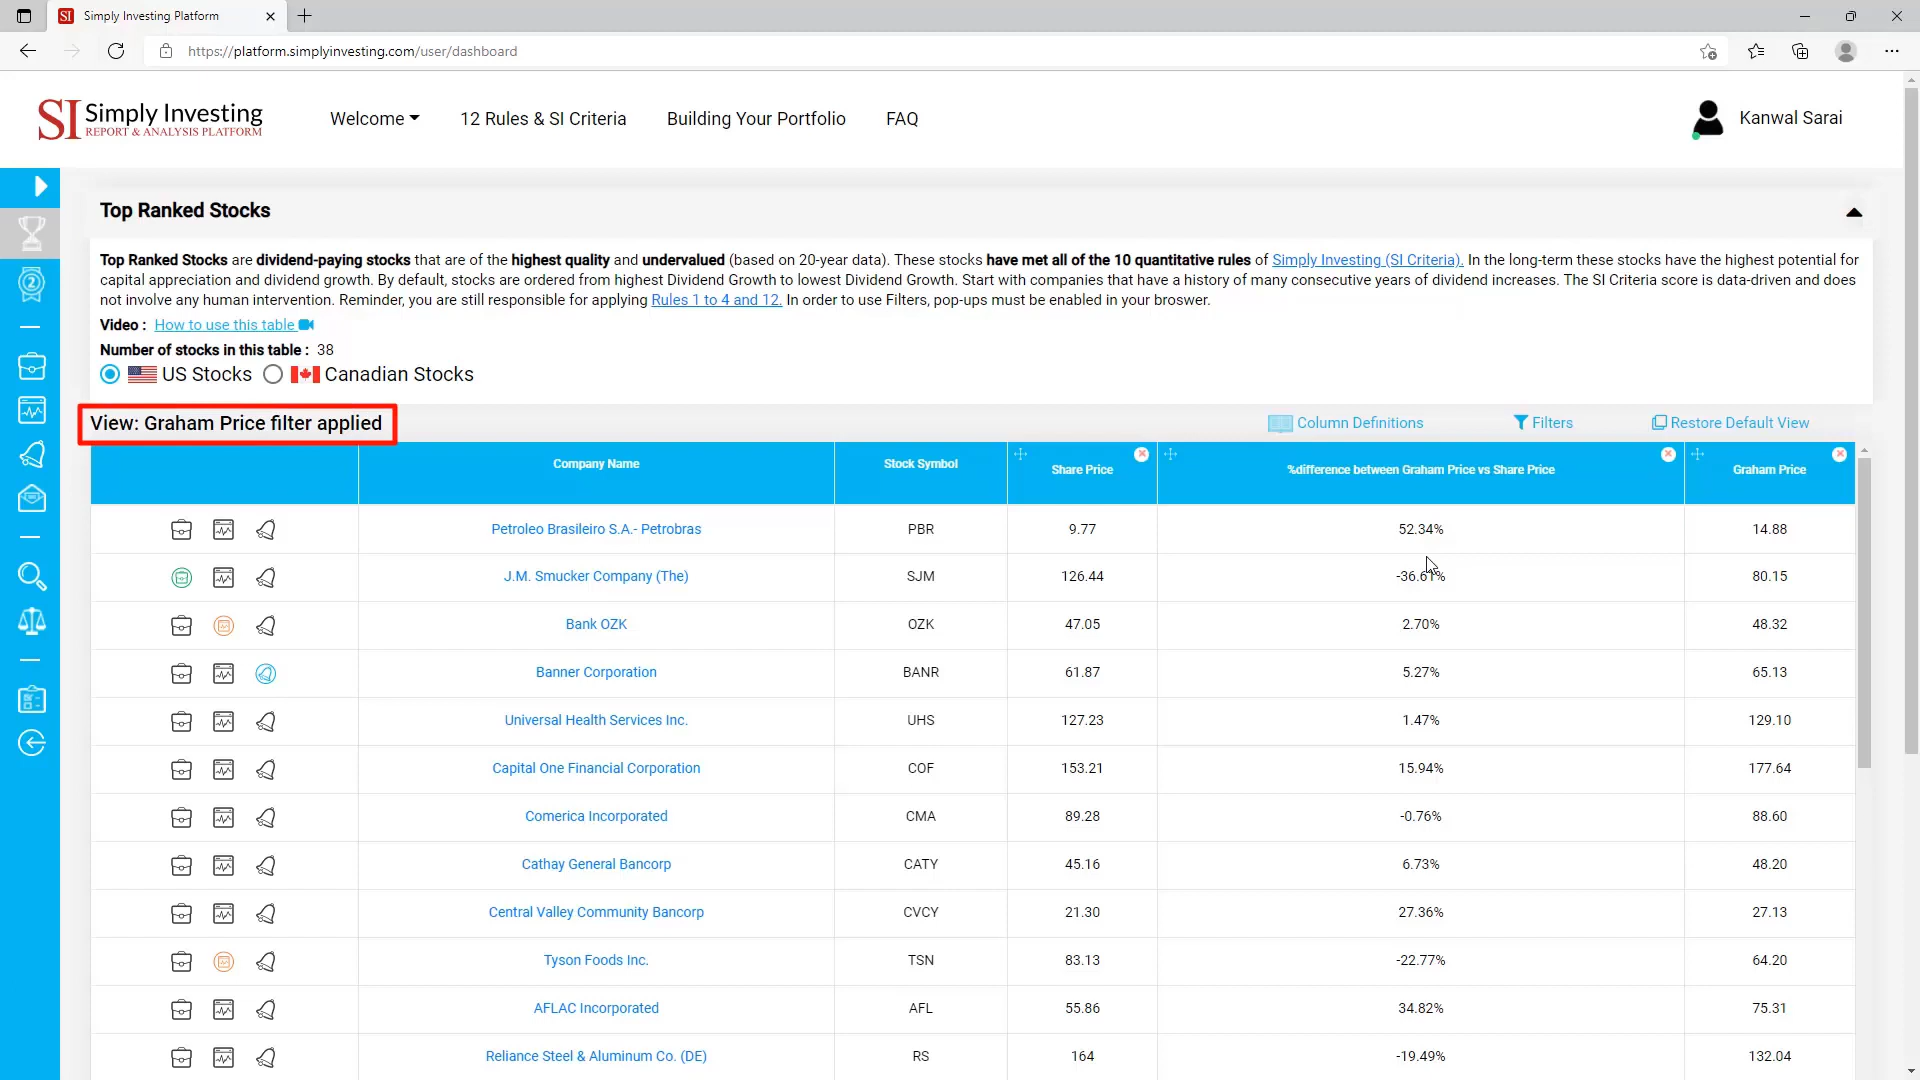 Simply Investing Platform
https://platform.simplyinvesting.com/user/dashboard
SI Simply Investing
REPORT & ANALYSIS PLATFORM
Welcome 12 Rules & SI Criteria Building Your Portfolio FAQ
Kanwal Sarai
Top Ranked Stocks
Top Ranked Stocks are dividend-paying stocks that are of the highest quality and undervalued (based on 20-year data). These stocks have met all of the 10 quantitative rules of Simply Investing (SI Criteria). In the long-term these stocks have the highest potential for
capital appreciation and dividend growth. By default, stocks are ordered from highest Dividend Growth to lowest Dividend Growth. Start with companies that have a history of many consecutive years of dividend increases. The SI Criteria score is data-driven and does
not involve any human intervention. Reminder, you are still responsible for applying Rules 1 to 4 and 12. In order to use Filters, pop-ups must be enabled in your broswer.
Video : How to use this table
Number of stocks in this table : 38
US Stocks Canadian Stocks
View: Graham Price filter applied
Column Definitions Filters Restore Default View
Company Name Stock Symbol Share Price %difference between Graham Price vs Share Price Graham Price
Petroleo Brasileiro S.A.- Petrobras PBR 9.77 52.34% 14.88
J.M. Smucker Company (The) SJM 126.44 -36.61% 80.15
Bank OZK OZK 47.05 2.70% 48.32
Banner Corporation BANR 61.87 5.27% 65.13
Universal Health Services Inc. UHS 127.23 1.47% 129.10
Capital One Financial Corporation COF 153.21 15.94% 177.64
Comerica Incorporated CMA 89.28 -0.76% 88.60
Cathay General Bancorp CATY 45.16 6.73% 48.20
Central Valley Community Bancorp CVCY 21.30 27.36% 27.13
Tyson Foods Inc. TSN 83.13 -22.77% 64.20
AFLAC Incorporated AFL 55.86 34.82% 75.31
Reliance Steel & Aluminum Co. (DE) RS 164 -19.49% 132.04